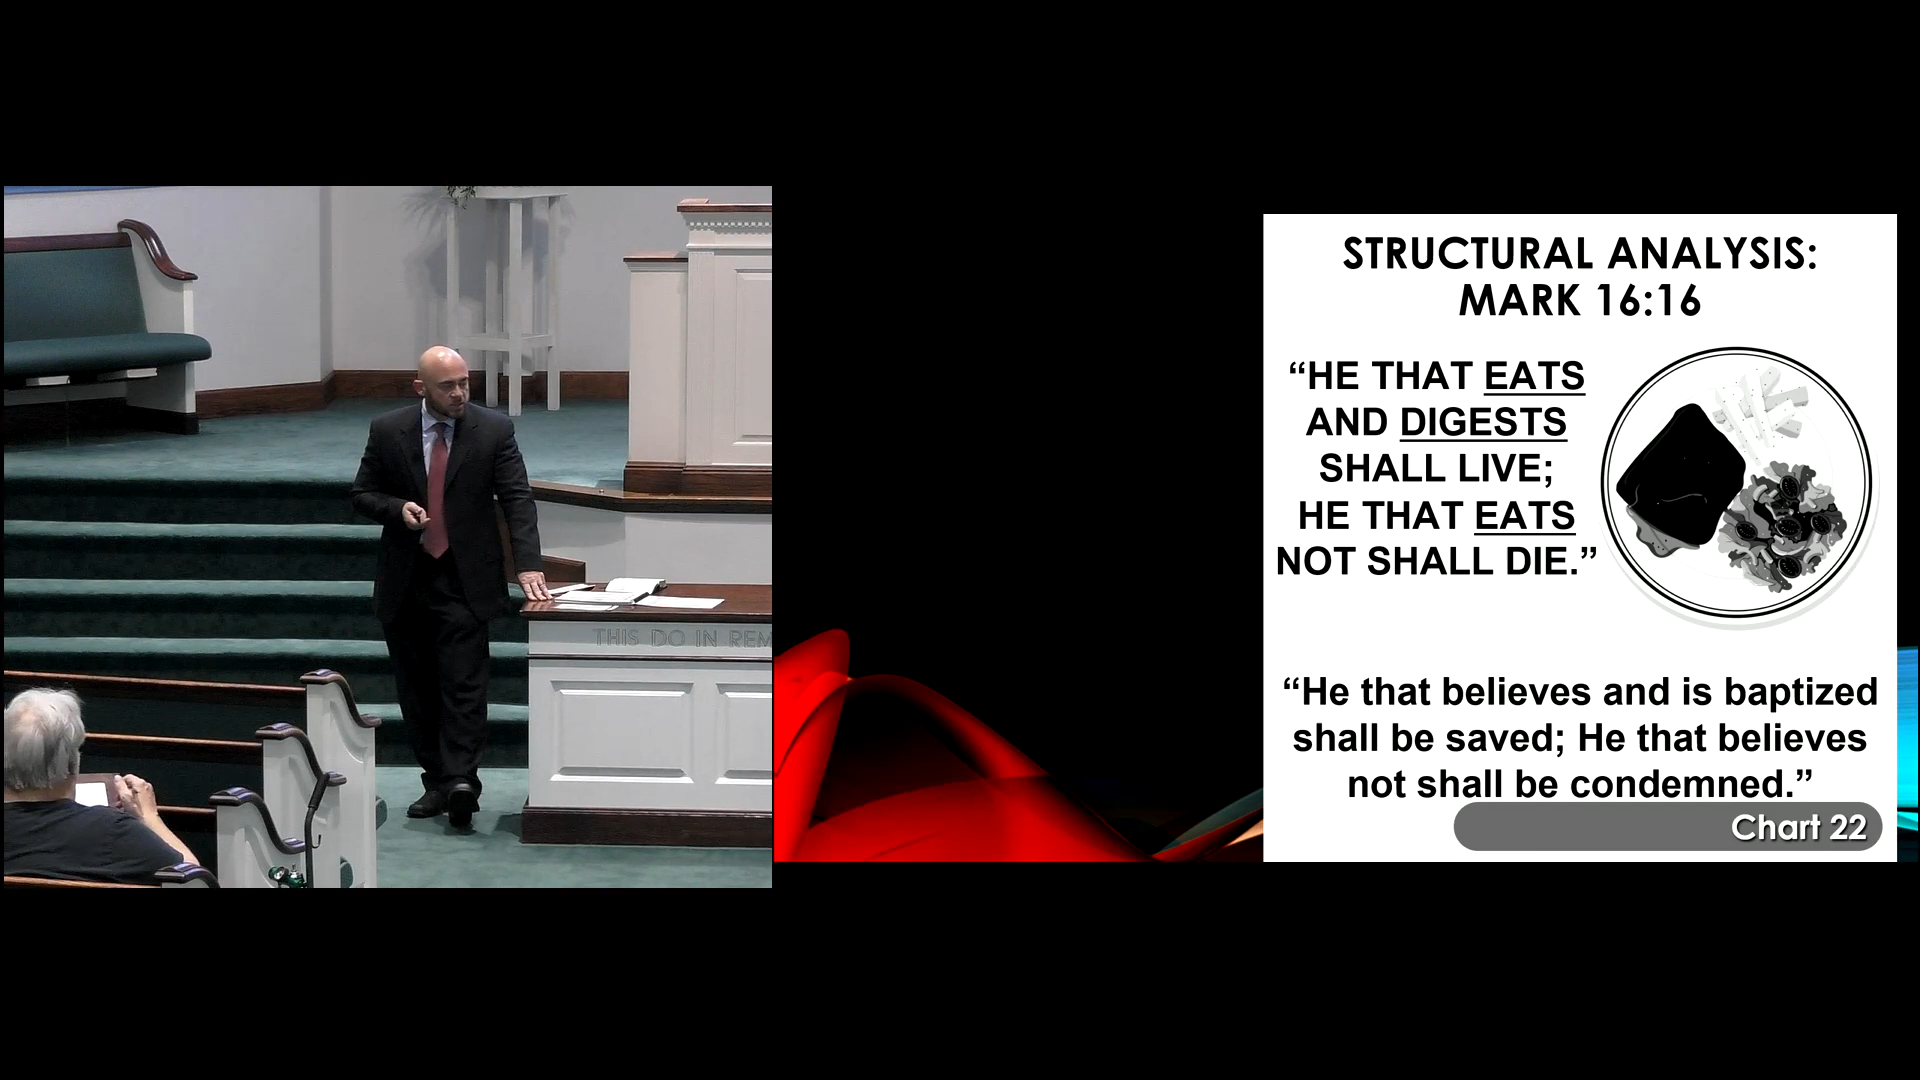 THIS DO IN REM
STRUCTURAL ANALYSIS:
MARK 16:16
“HE THAT EATS
AND DIGESTS
SHALL LIVE;
HE THAT EATS
NOT SHALL DIE.”
“He that believes and is baptized
shall be saved; He that believes
not shall be condemned.”
Chart 22